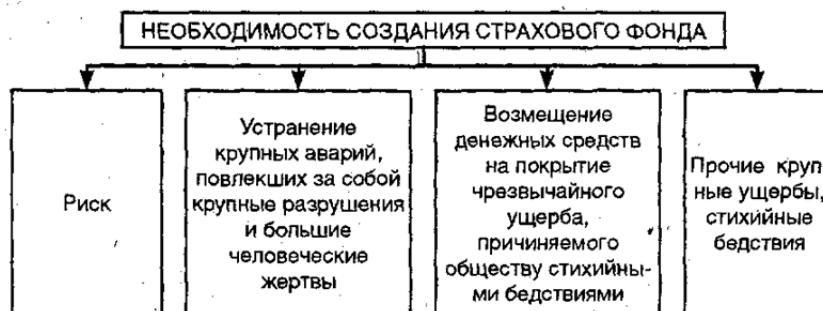 НЕОБХОДИМОСТЬ СОЗДАНИЯ СТРАХОВОГО ФОНДА
Риск
Устранение
крупных аварий,
повлекших за собой
крупные разрушения
и большие
человеческие
жертвы
Возмещение
денежных средств
на покрытие
чрезвычайного
ущерба,
причиняемого
обществу стихийны-
ми бедствиями
Прочие круп
ные ущербы,
стихийные
бедствия